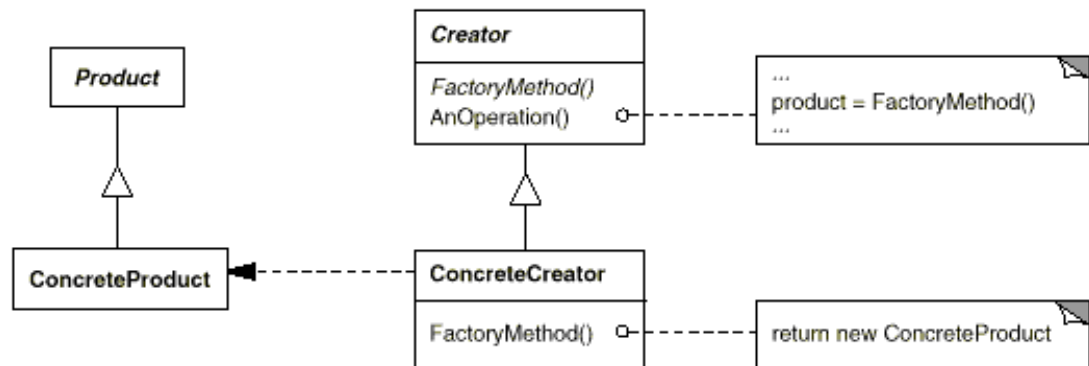 Product
ConcreteProduct
Creator
FactoryMethod()
AnOperation()
...
product = FactoryMethod()
...
ConcreteCreator
FactoryMethod()
return new ConcreteProduct